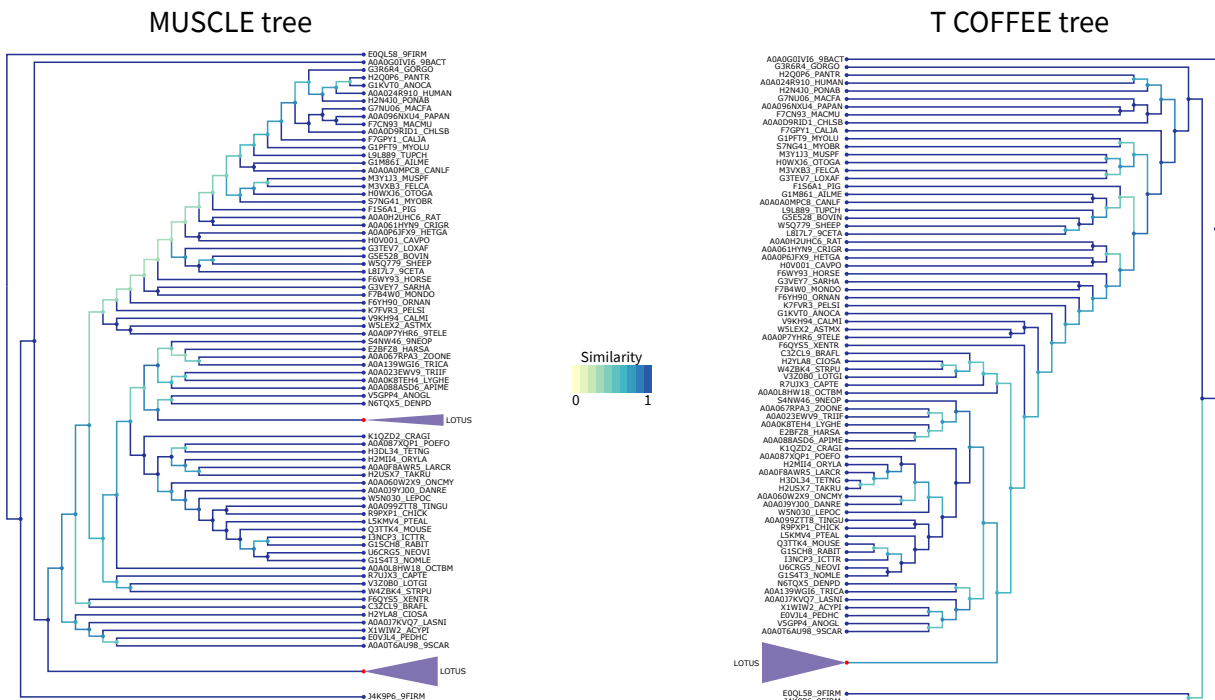 MUSCLE tree
E0QL58_9FIRM
A0A0G0IVI6_9BACT
G3R6R4_GORGO
H2Q0P6_PANTR
G1KVT0_ANOCA
A0A024R910_HUMAN
H2N4J0_PONAB
G7NU06_MACFA
A0A096NXU4_PAPAN
F7CN93_MACMU
A0A0D9RID1_CHLSB
F7GPY1_CALJA
G1PFT9_MYOLU
L9L889_TUPCH
G1M861_AILME
A0A0A0MPC8_CANLF
M3Y1J3_MUSPF
M3VXB3_FELCA
H0WXJ6_OTOGA
S7NG41_MYOBR
F1S6A1_PIG
A0A0H2UHC6_RAT
A0A061HYN9_CRIGR
A0A0P6JFX9_HETGA
H0V001_CAVPO
G3TEV7_LOXAF
G5E528_BOVIN
W5Q779_SHEEP
L8I7L7_9CETA
F6WY93_HORSE
G3VEY7_SARHA
F7B4W0_MONDO
F6YH90_ORNAN
K7FVR3_PELSI
V9KH94_CALMI
W5LEX2_ASTMX
A0A0P7YHR6_9TELE
S4NW46_9NEOP
E2BFZ8_HARSA
A0A067RPA3_ZOONE
A0A139WGI6_TRICA
A0A023EWV9_TRIIF
A0A0K8TEH4_LYGHE
A0A088ASD6_APIME
V5GPP4_ANOGL
N6TQX5_DENPD
LOTUS
K1QZD2_CRAGI
A0A087XQP1_POEFO
H3DL34_TETNG
H2MII4_ORYLA
A0A0F8AWR5_LARCR
H2USX7_TAKRU
A0A060W2X9_ONCMY
A0A0J9YJ00_DANRE
W5N030_LEPOC
A0A099ZTT8_TINGU
R9PXP1_CHICK
L5KMV4_PTEAL
Q3TTK4_MOUSE
I3NCP3_ICTTR
G1SCH8_RABIT
U6CRG5_NEOVI
G1S4T3_NOMLE
A0A0L8HW18_OCTBM
R7UJX3_CAPTE
V3Z0B0_LOTGI
W4ZBK4_STRPU
F6QYS5_XENTR
C3ZCL9_BRAFL
H2YLA8_CIOSA
A0A0J7KVQ7_LASNI
X1WIW2_ACYPI
E0VJL4_PEDHC
A0A0T6AU98_9SCAR
LOTUS
J4K9P6_9FIRM
Similarity
0 1
T COFFEE tree
A0A0G0IVI6_9BACT
G3R6R4_GORGO
H2Q0P6_PANTR
A0A024R910_HUMAN
H2N4J0_PONAB
G7NU06_MACFA
A0A096NXU4_PAPAN
F7CN93_MACMU
A0A0D9RID1_CHLSB
F7GPY1_CALJA
G1PFT9_MYOLU
S7NG41_MYOBR
M3Y1J3_MUSPF
H0WXJ6_OTOGA
M3VXB3_FELCA
G3TEV7_LOXAF
F1S6A1_PIG
G1M861_AILME
A0A0A0MPC8_CANLF
L9L889_TUPCH
G5E528_BOVIN
W5Q779_SHEEP
L8I7L7_9CETA
A0A0H2UHC6_RAT
A0A061HYN9_CRIGR
A0A0P6JFX9_HETGA
H0V001_CAVPO
F6WY93_HORSE
G3VEY7_SARHA
F7B4W0_MONDO
F6YH90_ORNAN
K7FVR3_PELSI
G1KVT0_ANOCA
V9KH94_CALMI
W5LEX2_ASTMX
A0A0P7YHR6_9TELE
F6QYS5_XENTR
C3ZCL9_BRAFL
H2YLA8_CIOSA
W4ZBK4_STRPU
V3Z0B0_LOTGI
R7UJX3_CAPTE
A0A0L8HW18_OCTBM
S4NW46_9NEOP
A0A067RPA3_ZOONE
A0A023EWV9_TRIIF
A0A0K8TEH4_LYGHE
E2BFZ8_HARSA
A0A088ASD6_APIME
K1QZD2_CRAGI
A0A087XQP1_POEFO
H2MII4_ORYLA
A0A0F8AWR5_LARCR
H3DL34_TETNG
H2USX7_TAKRU
A0A060W2X9_ONCMY
A0A0J9YJ00_DANRE
W5N030_LEPOC
A0A099ZTT8_TINGU
R9PXP1_CHICK
L5KMV4_PTEAL
Q3TTK4_MOUSE
G1SCH8_RABIT
I3NCP3_ICTTR
U6CRG5_NEOVI
G1S4T3_NOMLE
N6TQX5_DENPD
A0A139WGI6_TRICA
A0A0J7KVQ7_LASNI
X1WIW2_ACYPI
E0VJL4_PEDHC
V5GPP4_ANOGL
A0A0T6AU98_9SCAR
LOTUS
E0QL58_9FIRM